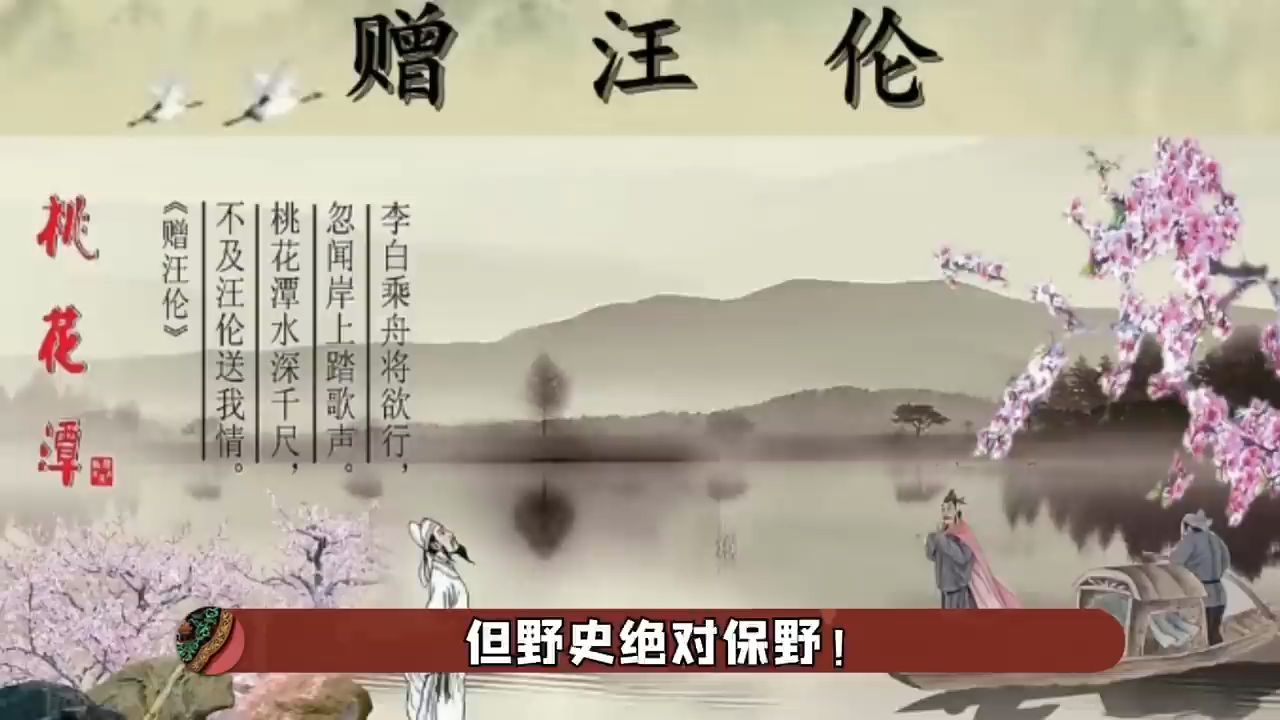 赠汪伦
桃花潭
李白乘舟将欲行，
忽闻岸上踏歌声。
桃花潭水深千尺，
不及汪伦送我情。
《赠汪伦》
但野史绝对保野！